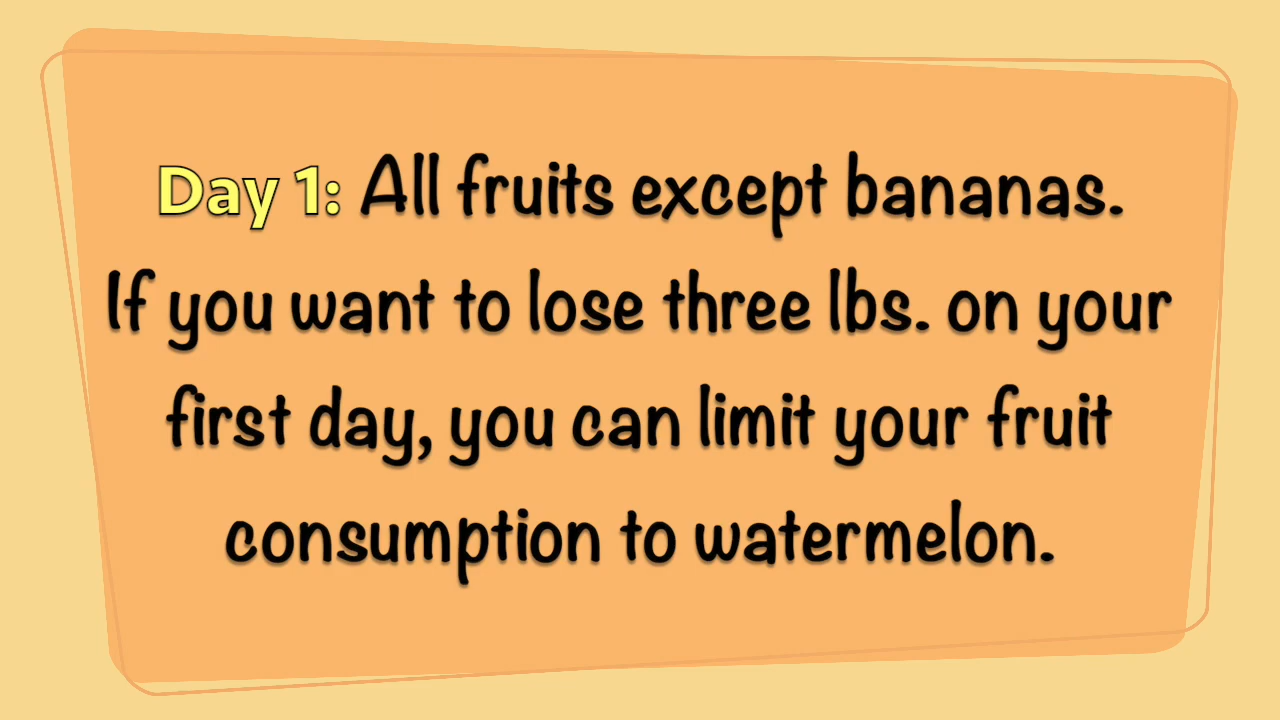 Day 1: All fruits except bananas.
If you want to lose three lbs. on your
first day, you can limit your fruit
consumption to watermelon.